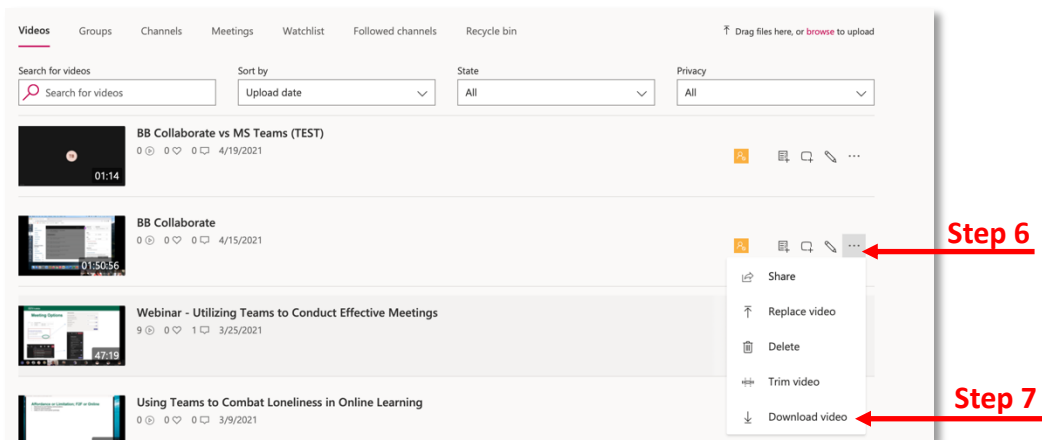 Videos Groups Channels Meetings Watchlist Followed channels Recycle bin Drag files here, or browse to upload
Search for videos Sort by State Privacy
Search for videos Upload date All All
BB Collaborate vs MS Teams (TEST)
0 0 0 4/19/2021
01:14
BB Collaborate
0 0 0 4/15/2021
01:50:56
Step 6
Share
Webinar - Utilizing Teams to Conduct Effective Meetings
Replace video
9 0 1 3/25/2021
Meeting Options
47:19
Delete
Trim video
Using Teams to Combat Loneliness in Online Learning
Step 7
Download video
0 0 0 3/9/2021